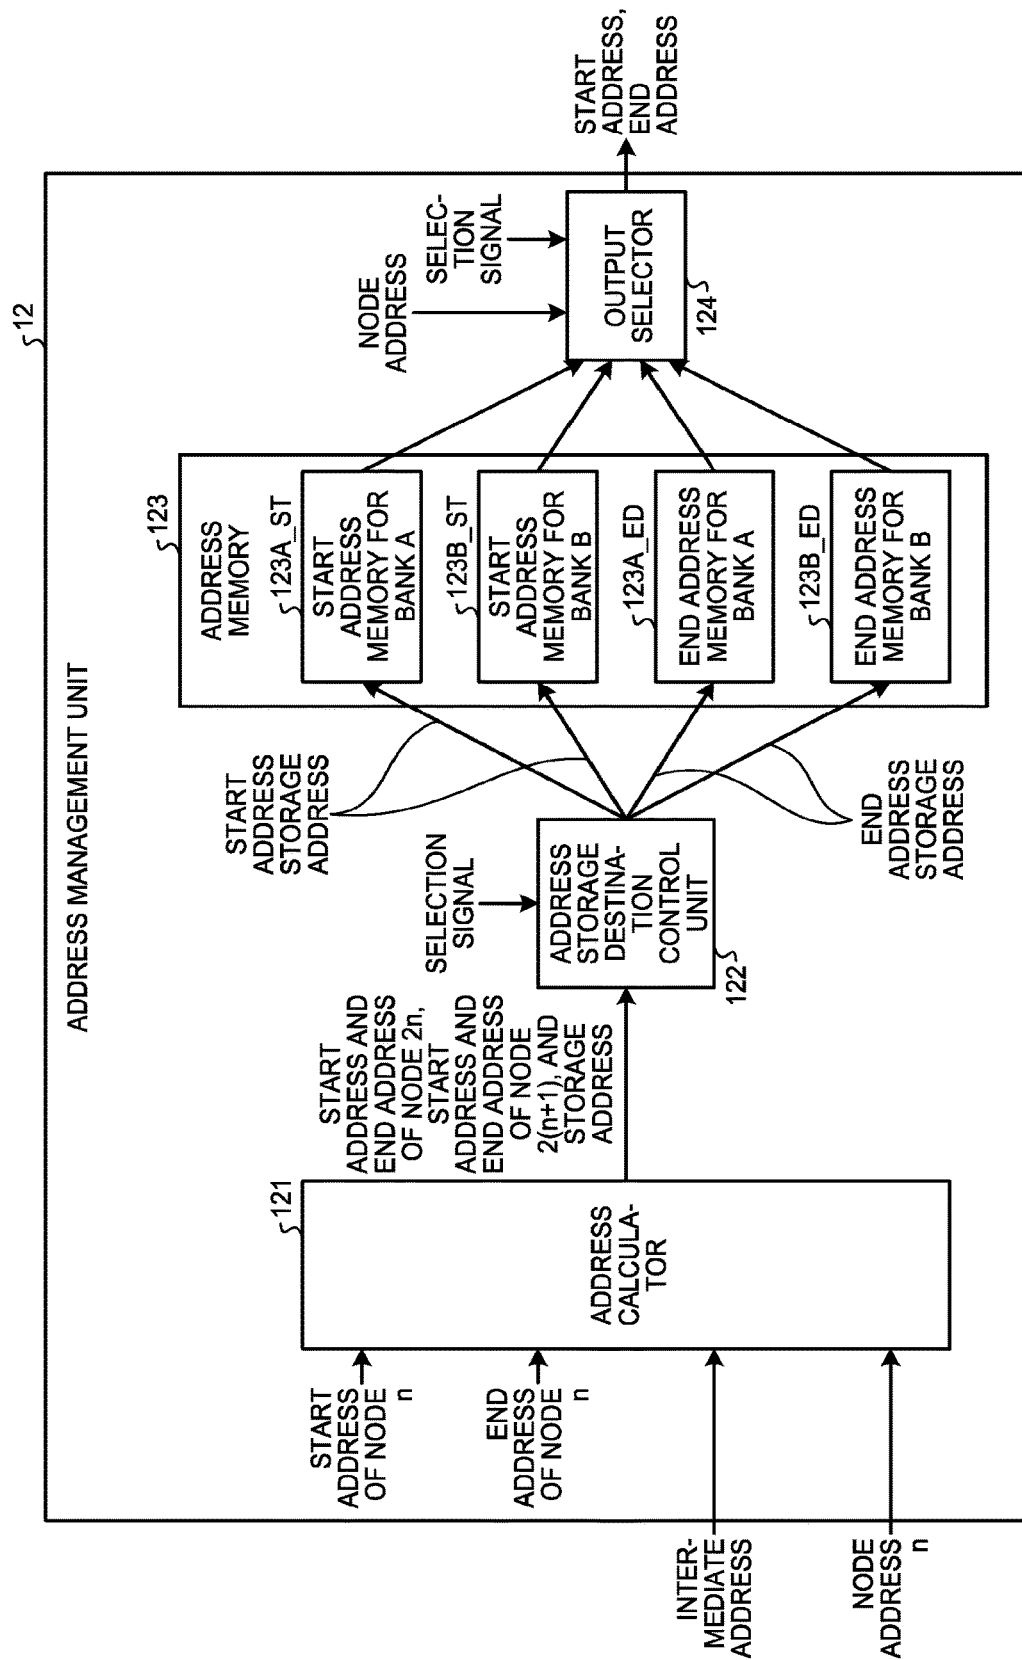 12
ADDRESS MANAGEMENT UNIT
START
ADDRESS
OF NODE
n
END
ADDRESS
OF NODE
n
INTER-
MEDIATE
ADDRESS
NODE
ADDRESS
n
121
ADDRESS
CALCULA-
TOR
START
ADDRESS AND
END ADDRESS
OF NODE 2n,
START
ADDRESS AND
END ADDRESS
OF NODE
2(n+1), AND
STORAGE
ADDRESS
SELECTION
SIGNAL
ADDRESS
STORAGE
DESTINA-
TION
CONTROL
UNIT
122
START
ADDRESS
STORAGE
ADDRESS
END
ADDRESS
STORAGE
ADDRESS
123
ADDRESS
MEMORY
123A_ST
START
ADDRESS
MEMORY FOR
BANK A
123B_ST
START
ADDRESS
MEMORY FOR
BANK B
123A_ED
END ADDRESS
MEMORY FOR
BANK A
123B_ED
END ADDRESS
MEMORY FOR
BANK B
NODE
ADDRESS
SELEC-
TION
SIGNAL
OUTPUT
SELECTOR
124
START
ADDRESS,
END
ADDRESS